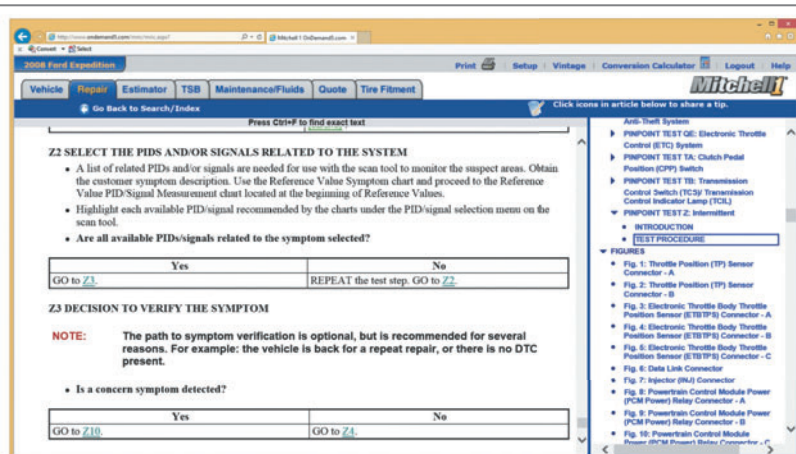 http://www.ondemand5.com/mric/mric.aspx?
Mitchell 1 OnDemand5.com
Convert
Select
2008 Ford Expedition
Print
Setup
Vintage
Conversion Calculator
Logout
Help
Vehicle
Repair
Estimator
TSB
Maintenance/Fluids
Quote
Tire Fitment
Mitchell1
Go Back to Search/Index
Click icons in article below to share a tip.
Press Ctrl+F to find exact text
Z2 SELECT THE PIDS AND/OR SIGNALS RELATED TO THE SYSTEM
• A list of related PIDs and/or signals are needed for use with the scan tool to monitor the suspect areas. Obtain
the customer symptom description. Use the Reference Value Symptom chart and proceed to the Reference
Value PID/Signal Measurement chart located at the beginning of Reference Values.
• Highlight each available PID/signal recommended by the charts under the PID/signal selection menu on the
scan tool.
• Are all available PIDs/signals related to the symptom selected?
Yes
No
GO to Z3.
REPEAT the test step. GO to Z2.
Z3 DECISION TO VERIFY THE SYMPTOM
NOTE: The path to symptom verification is optional, but is recommended for several
reasons. For example: the vehicle is back for a repeat repair, or there is no DTC
present.
• Is a concern symptom detected?
Yes
No
GO to Z10.
GO to Z4.
Anti-Theft System
PINPOINT TEST QE: Electronic Throttle
Control (ETC) System
PINPOINT TEST TA: Clutch Pedal
Position (CPP) Switch
PINPOINT TEST TB: Transmission
Control Switch (TCS)/ Transmission
Control Indicator Lamp (TCIL)
PINPOINT TEST Z: Intermittent
• INTRODUCTION
• TEST PROCEDURE
FIGURES
• Fig. 1: Throttle Position (TP) Sensor
Connector - A
• Fig. 2: Throttle Position (TP) Sensor
Connector - B
• Fig. 3: Electronic Throttle Body Throttle
Position Sensor (ETBTPS) Connector - A
• Fig. 4: Electronic Throttle Body Throttle
Position Sensor (ETBTPS) Connector - B
• Fig. 5: Electronic Throttle Body Throttle
Position Sensor (ETBTPS) Connector - C
• Fig. 6: Data Link Connector
• Fig. 7: Injector (INJ) Connector
• Fig. 8: Powertrain Control Module Power
(PCM Power) Relay Connector - A
• Fig. 9: Powertrain Control Module Power
(PCM Power) Relay Connector - B
• Fig. 10: Powertrain Control Module
Power (PCM Power) Relay Connector - C